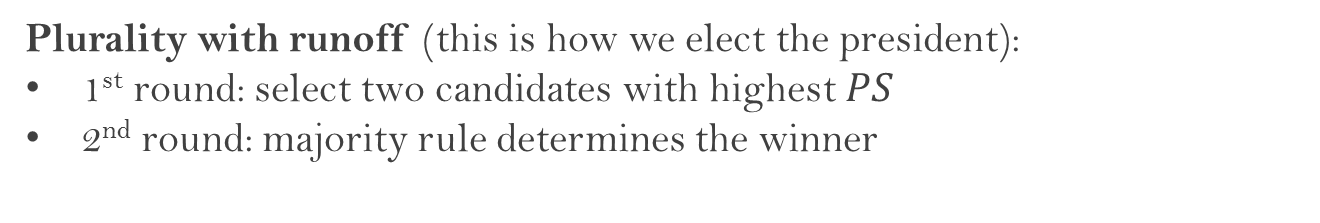 Plurality with runoff (this is how we elect the president):
• 1st round: select two candidates with highest PS
• 2nd round: majority rule determines the winner